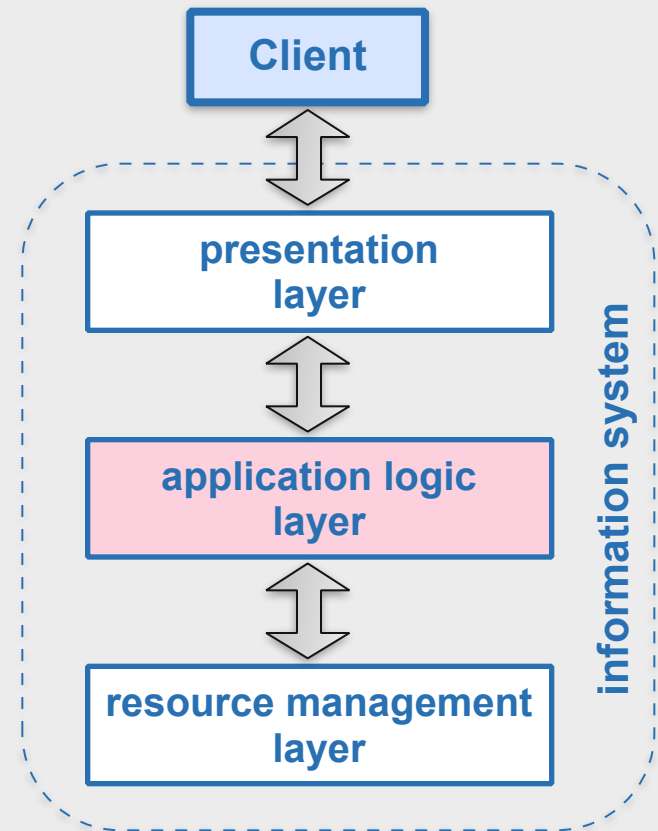 Client
presentation
layer
application logic
layer
resource management
layer
information system